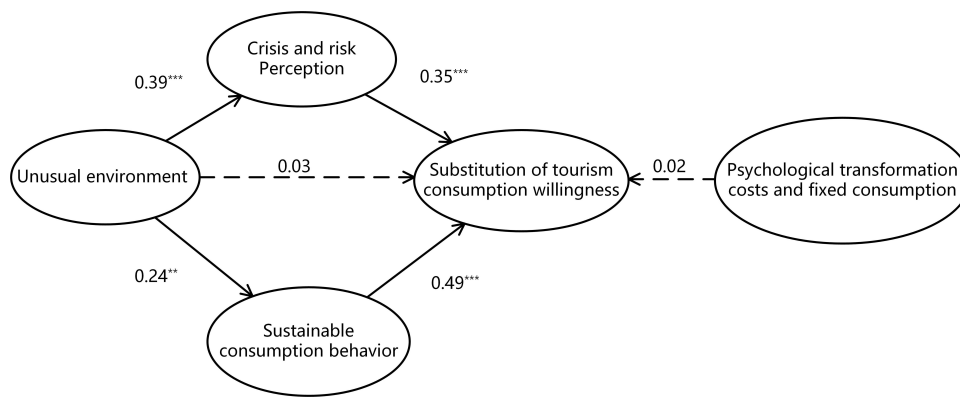 Crisis and risk
Perception
0.39***
0.35***
Unusual environment
0.03
Substitution of tourism
consumption willingness
0.02
Psychological transformation
costs and fixed consumption
0.24**
0.49***
Sustainable
consumption behavior